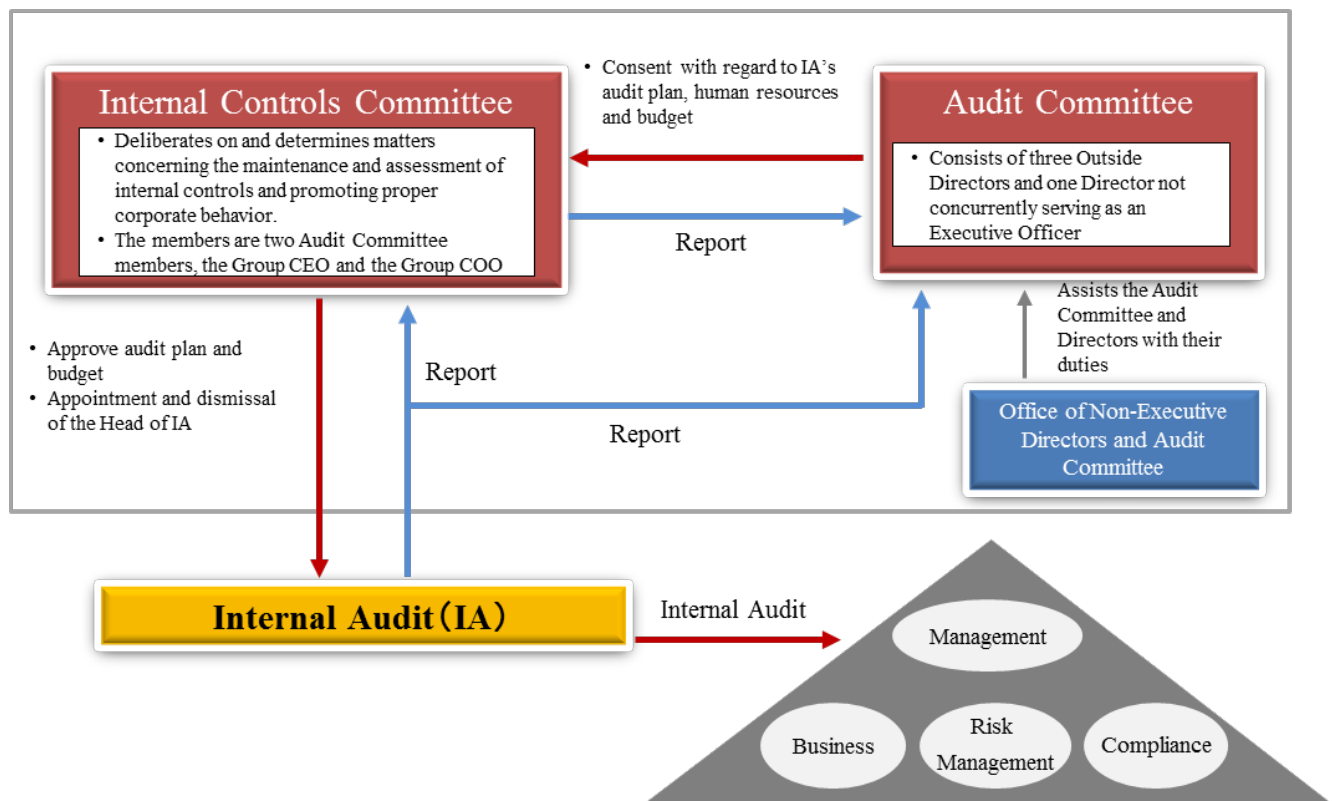 Internal Controls Committee
• Deliberates on and determines matters
concerning the maintenance and assessment of
internal controls and promoting proper
corporate behavior.
• The members are two Audit Committee
members, the Group CEO and the Group COO
• Consent with regard to IA's
audit plan, human resources
and budget
Report
Audit Committee
• Consists of three Outside
Directors and one Director not
concurrently serving as an
Executive Officer
Assists the Audit
Committee and
Directors with their
duties
Office of Non-Executive
Directors and Audit
Committee
• Approve audit plan and
budget
• Appointment and dismissal
of the Head of IA
Report
Report
Internal Audit(IA)
Internal Audit
Management
Business
Risk
Management
Compliance